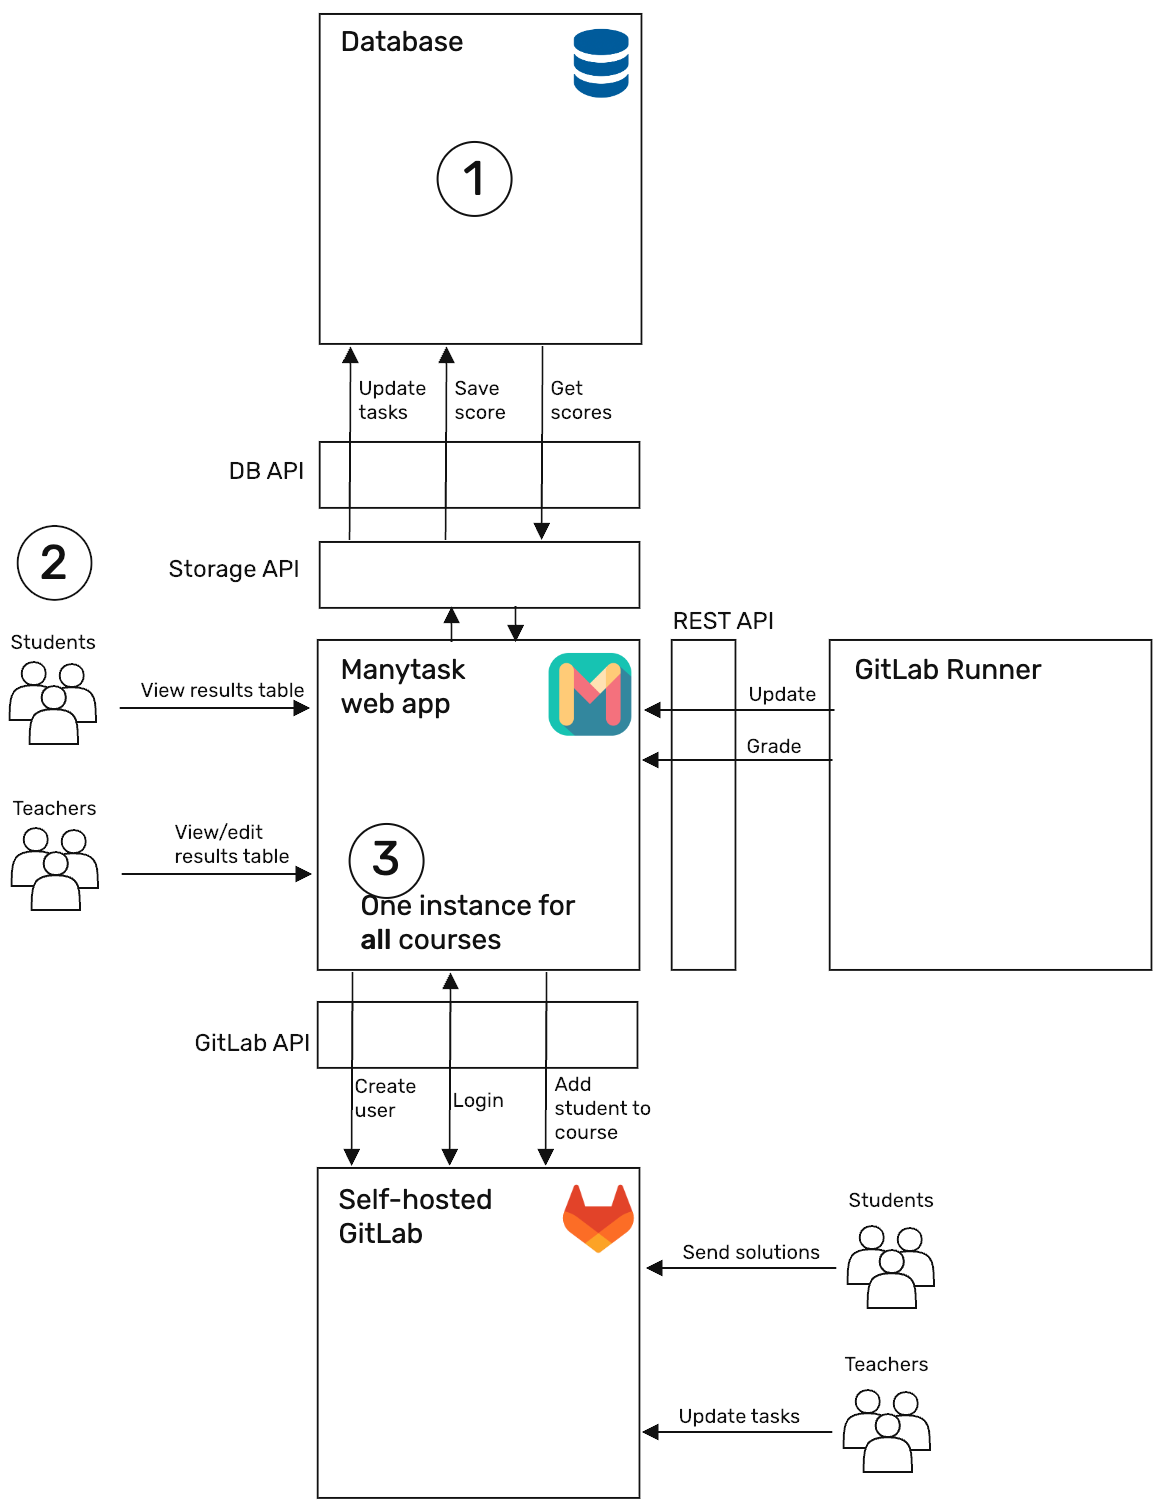 Database
1
Update
tasks
Save
score
Get
scores
DB API
2
Storage API
Students
REST API
Manytask
web app
GitLab Runner
View results table
Update
Grade
Teachers
View/edit
results table
3
One instance for
all courses
GitLab API
Create
user
Login
Add
student to
course
Self-hosted
GitLab
Students
Send solutions
Teachers
Update tasks